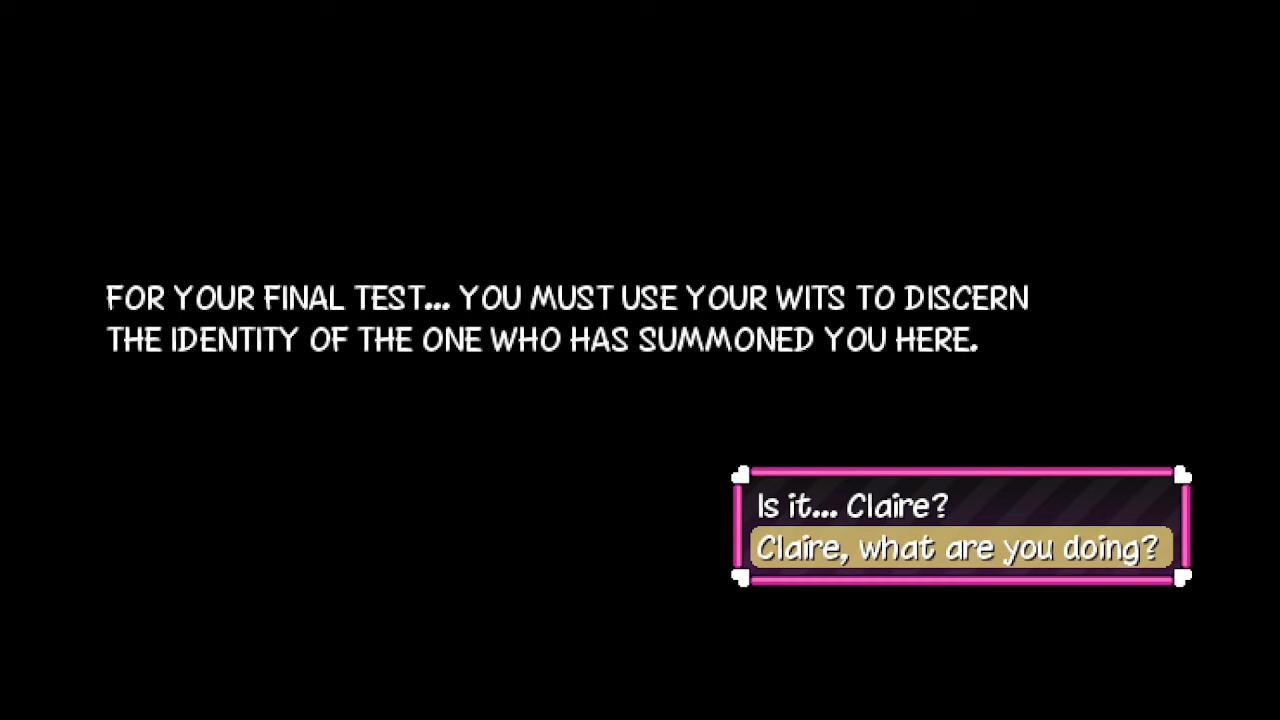 FOR YOUR FINAL TEST... YOU MUST USE YOUR WITS TO DISCERN
THE IDENTITY OF THE ONE WHO HAS SUMMONED YOU HERE.
Is it... Claire?
Claire, what are you doing?